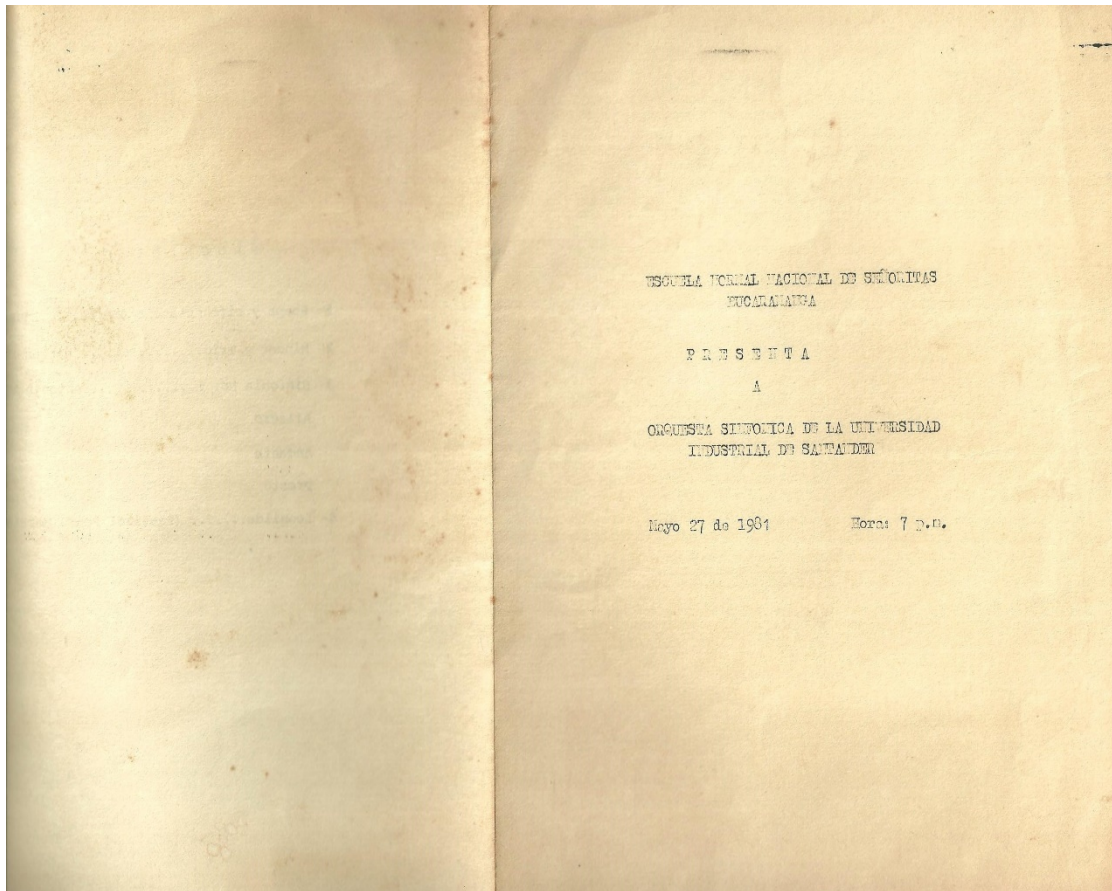 ESCUELA NORMAL NACIONAL DE SEÑORITAS
BUCARAMANGA
P R E S E N T A
A
ORQUESTA SINFONICA DE LA UNIVERSIDAD
INDUSTRIAL DE SANTANDER
Mayo 27 de 1981 Hora: 7 p.m.